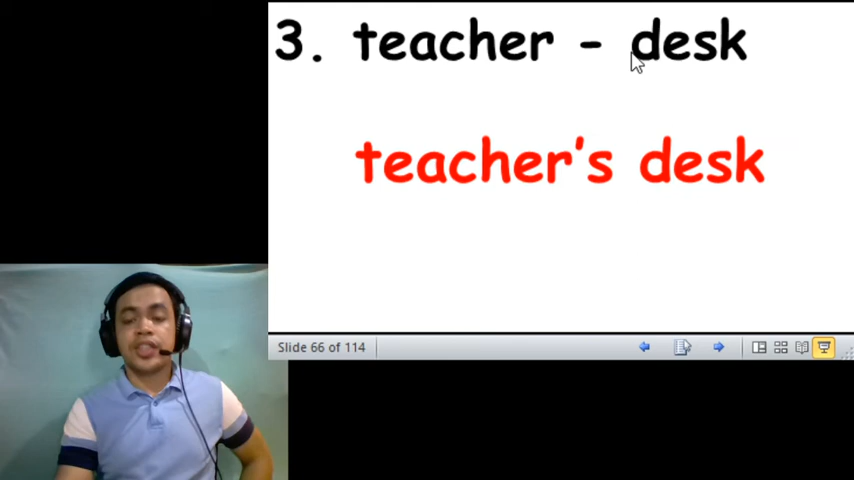 3. teacher - desk
teacher's desk
Slide 66 of 114